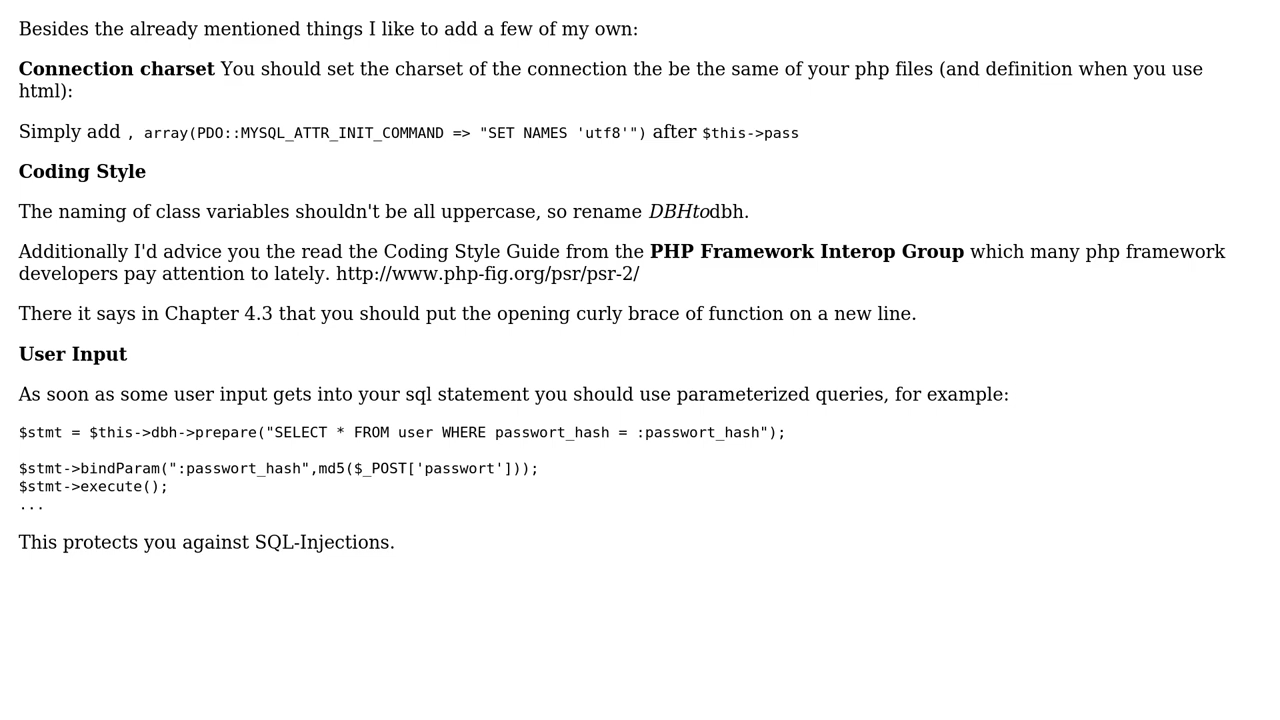 Besides the already mentioned things I like to add a few of my own:
Connection charset You should set the charset of the connection the be the same of your php files (and definition when you use
html):
Simply add , array(PDO::MYSQL_ATTR_INIT_COMMAND => "SET NAMES 'utf8'") after $this->pass
Coding Style
The naming of class variables shouldn't be all uppercase, so rename DBHtodbh.
Additionally I'd advice you the read the Coding Style Guide from the PHP Framework Interop Group which many php framework
developers pay attention to lately. http://www.php-fig.org/psr/psr-2/
There it says in Chapter 4.3 that you should put the opening curly brace of function on a new line.
User Input
As soon as some user input gets into your sql statement you should use parameterized queries, for example:
$stmt = $this->dbh->prepare("SELECT * FROM user WHERE passwort_hash = :passwort_hash");
$stmt->bindParam(":passwort_hash",md5($_POST['passwort']));
$stmt->execute();
...
This protects you against SQL-Injections.